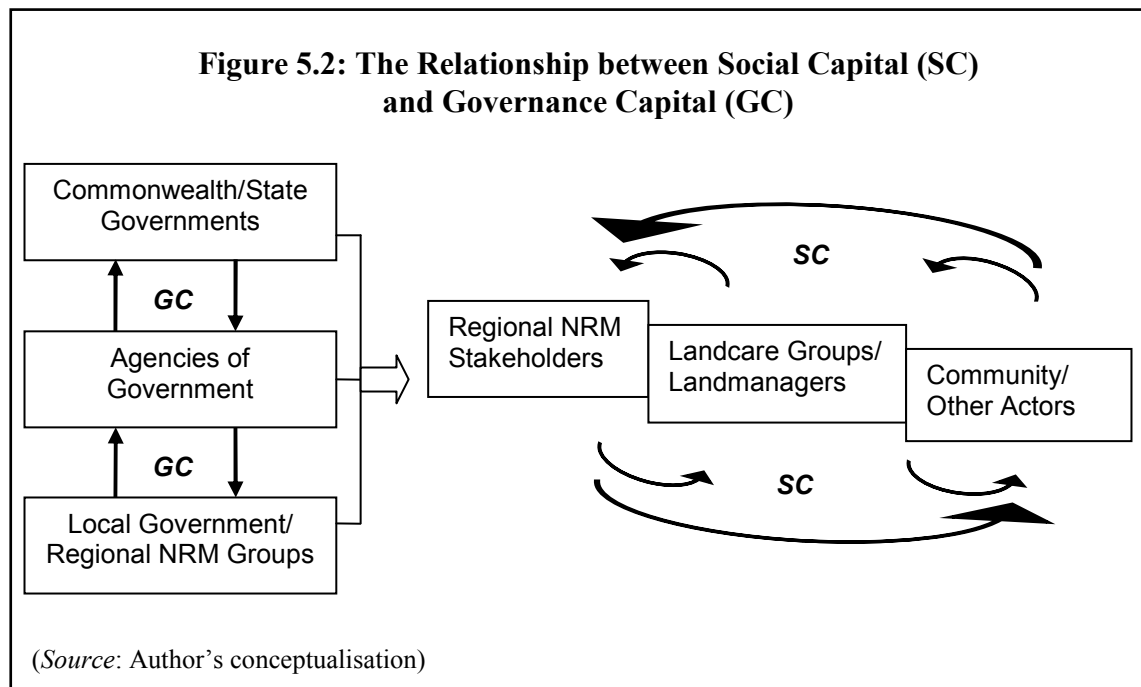 Figure 5.2: The Relationship between Social Capital (SC)
and Governance Capital (GC)
Commonwealth/State
Governments
GC
Agencies of
Government
GC
Local Government/
Regional NRM Groups
SC
Regional NRM
Stakeholders
Landcare Groups/
Landmanagers
Community/
Other Actors
SC
(Source: Author’s conceptualisation)